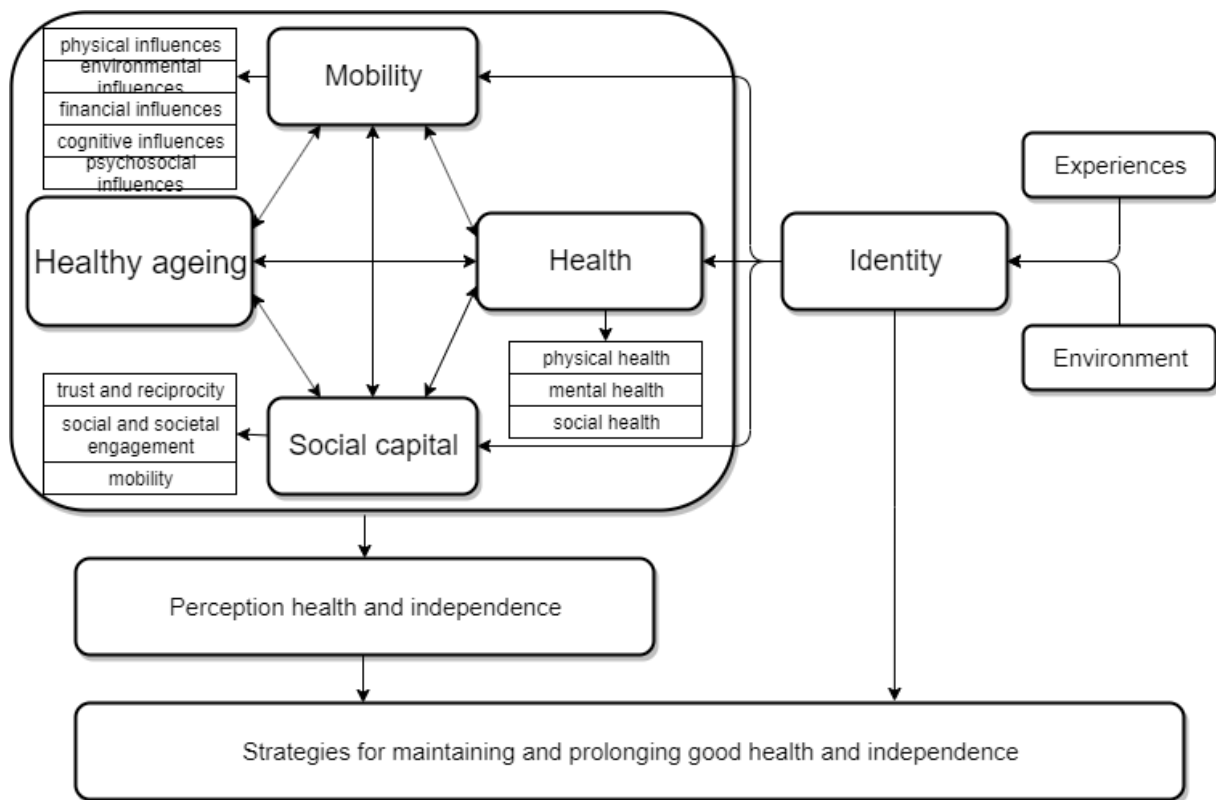 physical influences
environmental
influences
financial influences
cognitive influences
psychosocial
influences
Mobility
Healthy ageing
Health
physical health
mental health
social health
trust and reciprocity
social and societal
engagement
mobility
Social capital
Identity
Experiences
Environment
Perception health and independence
Strategies for maintaining and prolonging good health and independence